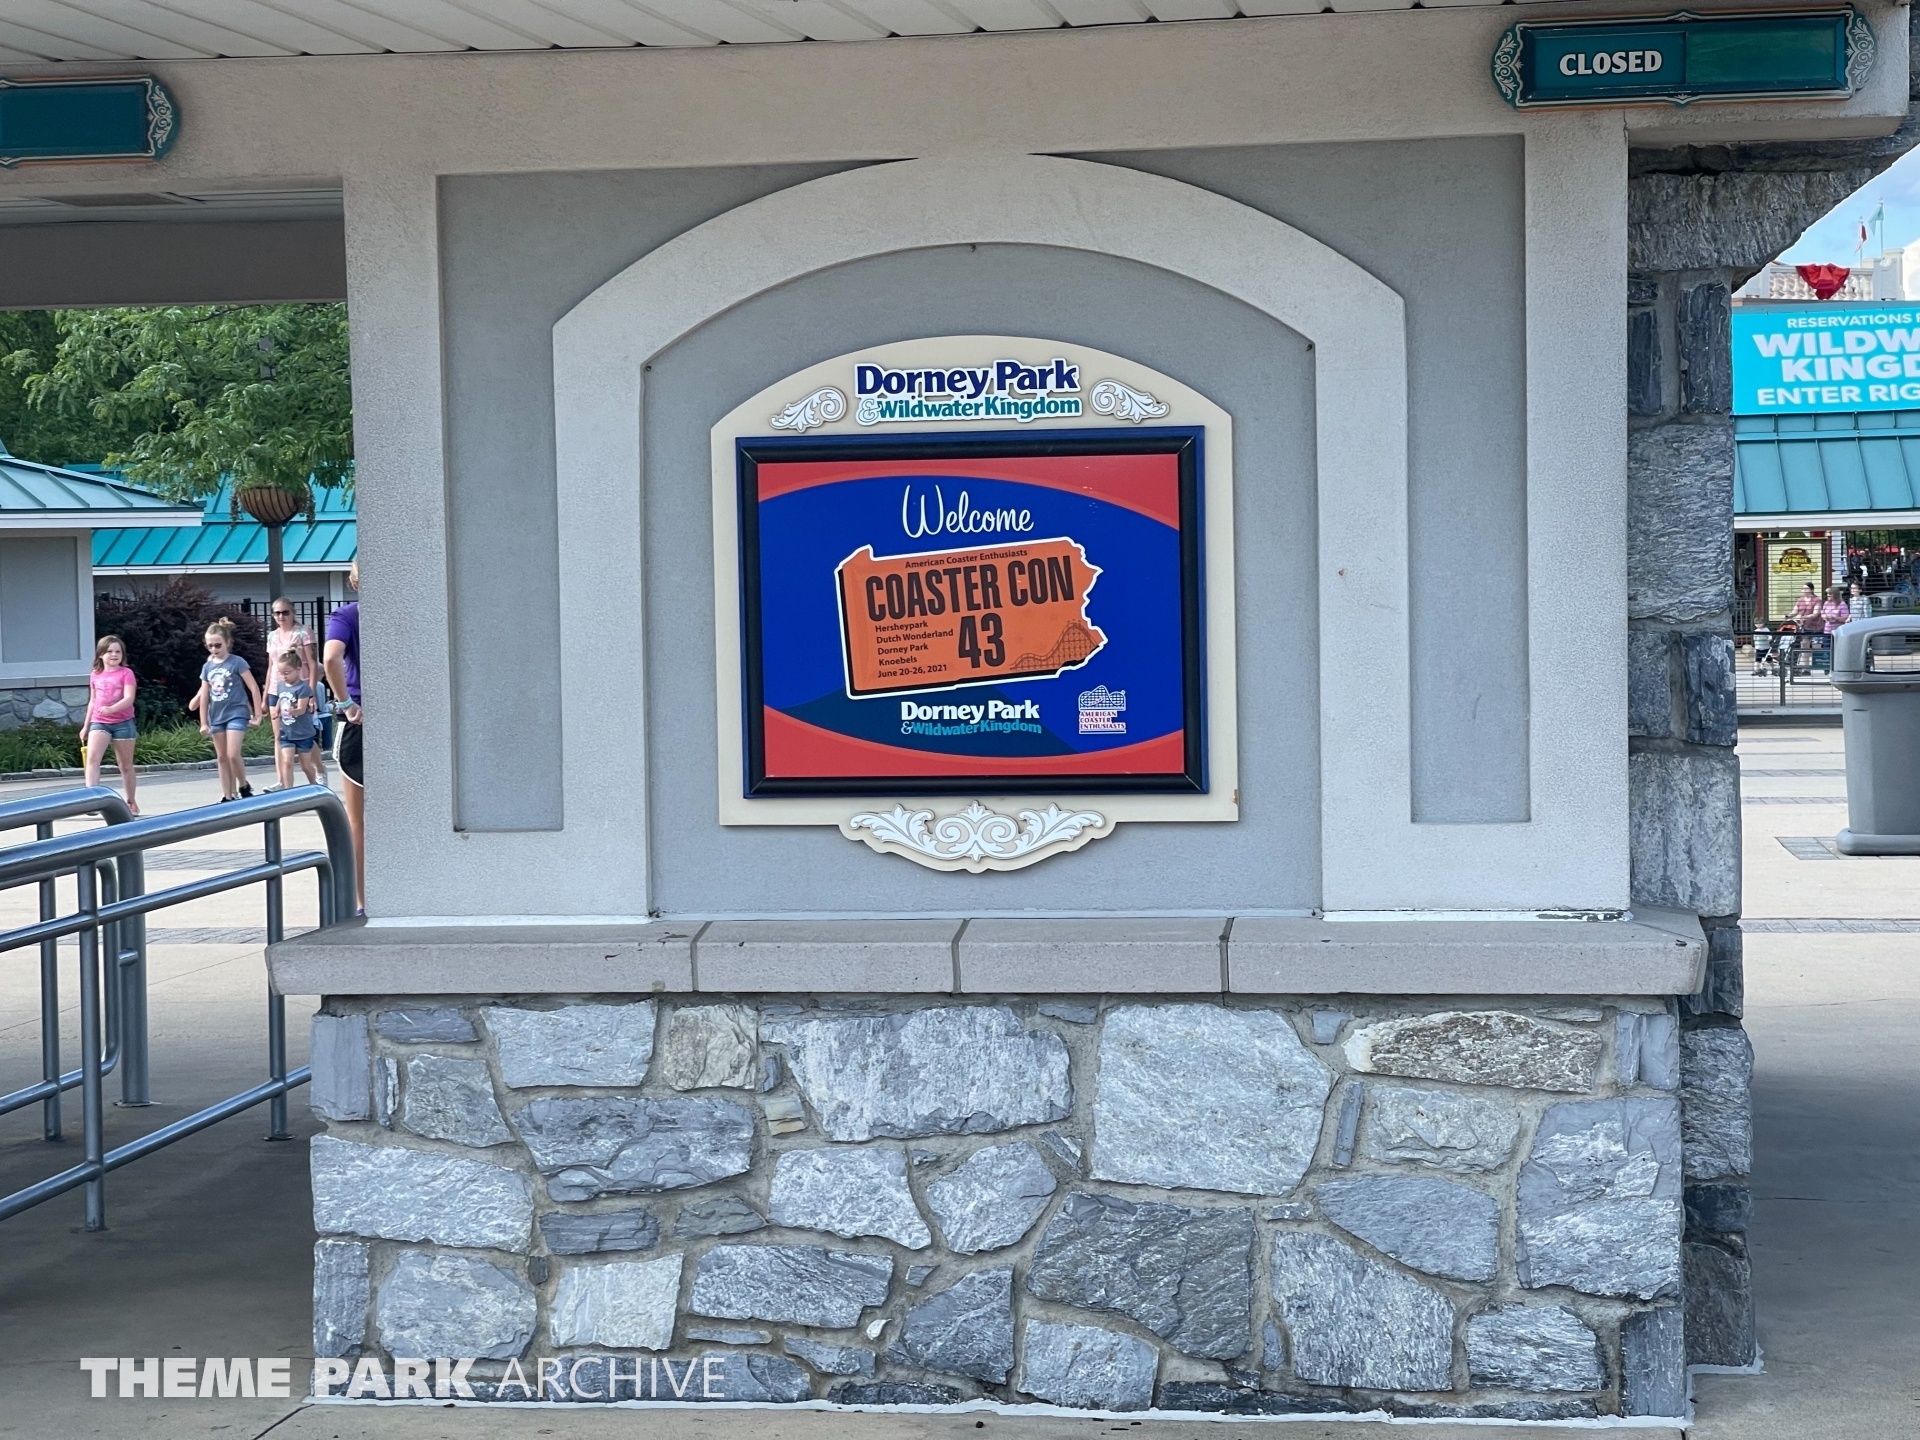 CLOSED
RESERVATIONS
WILDW
KINGD
ENTER RIG
Dorney Park
&Wildwater Kingdom
Welcome
American Coaster Enthusiasts
COASTER CON
43
Hersheypark
Dutch Wonderland
Dorney Park
Knoebels
June 20-26, 2021
Dorney Park
&Wildwater Kingdom
AMERICAN
COASTER
ENTHUSIASTS
THEME PARK ARCHIVE